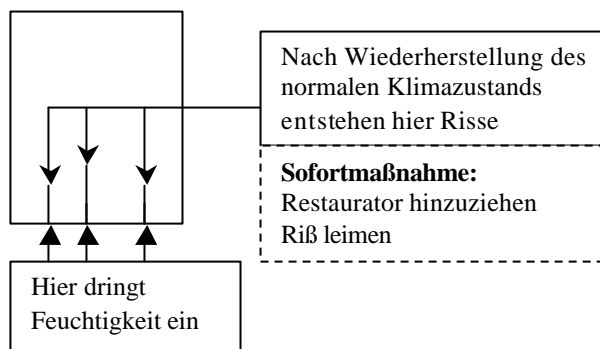 Nach Wiederherstellung des
normalen Klimazustands
entstehen hier Risse
Sofortmaßnahme:
Restaurator hinzuziehen
Riß leimen
Hier dringt
Feuchtigkeit ein